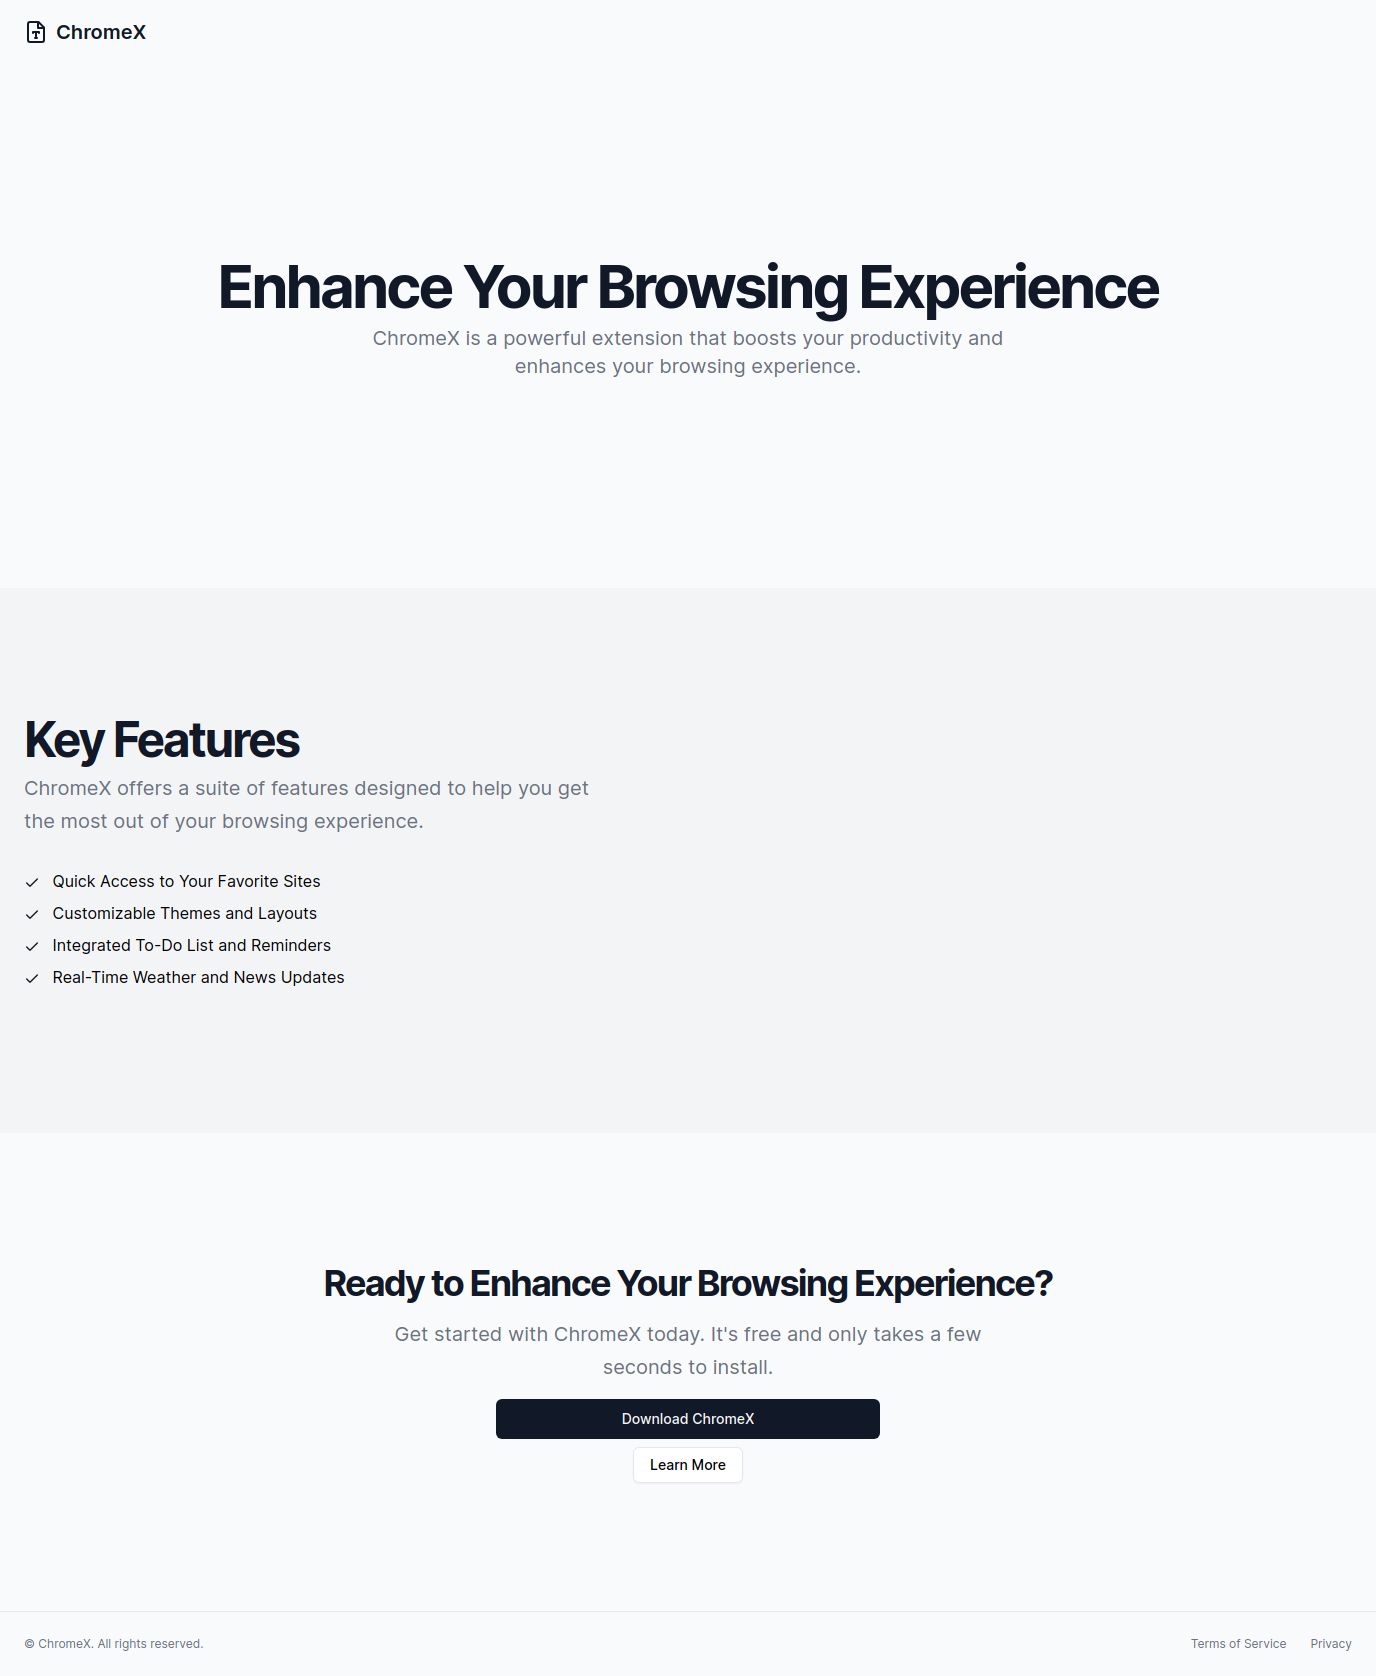 ChromeX
Enhance Your Browsing Experience
ChromeX is a powerful extension that boosts your productivity and
enhances your browsing experience.
Key Features
ChromeX offers a suite of features designed to help you get
the most out of your browsing experience.
Quick Access to Your Favorite Sites
Customizable Themes and Layouts
Integrated To-Do List and Reminders
Real-Time Weather and News Updates
Ready to Enhance Your Browsing Experience?
Get started with ChromeX today. It's free and only takes a few
seconds to install.
Download ChromeX
Learn More
© ChromeX. All rights reserved.
Terms of Service
Privacy